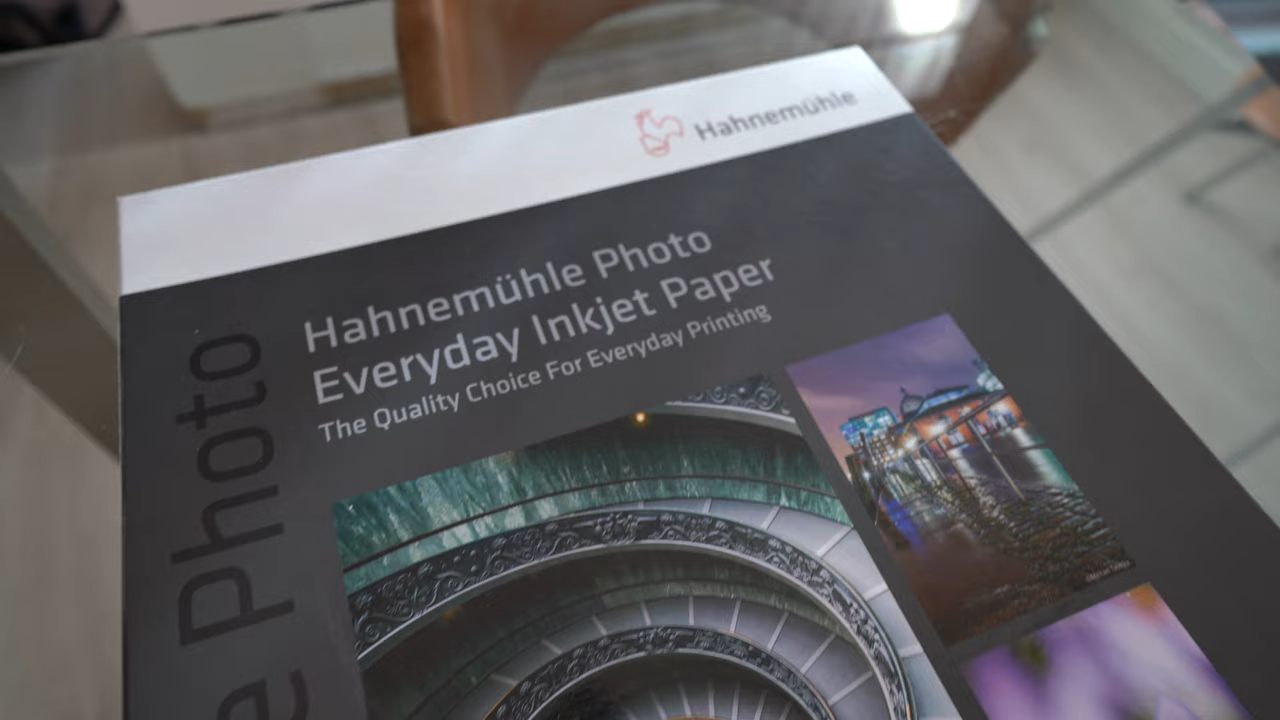 Hahnemühle
Hahnemühle Photo
Everyday Inkjet Paper
The Quality Choice For Everyday Printing
e Photo